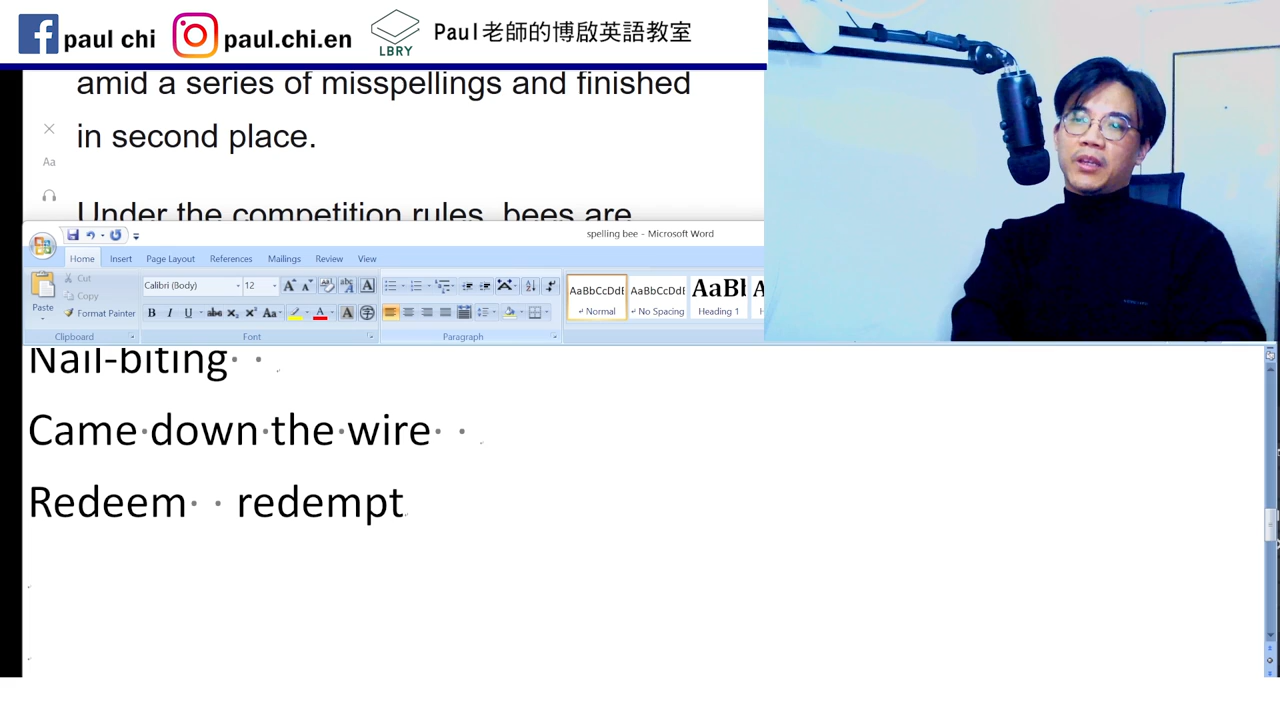 paul chi
paul.chi.en
LBRY
Paul老師的博啟英語教室
amid a series of misspellings and finished
in second place.
Under the competition rules, bees are
Aa
spelling bee - Microsoft Word
Home Insert Page Layout References Mailings Review View
Paste
Cut
Copy
Format Painter
Clipboard
Calibri (Body) 12
Font
Paragraph
AaBbCcDdE
Normal
AaBbCcDdE
No Spacing
AaBb
Heading 1
Nail-biting
Came down the wire
Redeem redempt